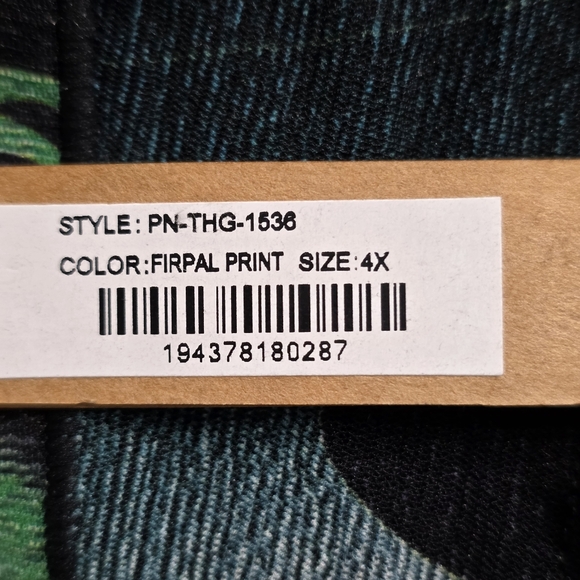 STYLE: PN-THG-1536
COLOR:FIRPAL PRINT SIZE:4X
194378180287